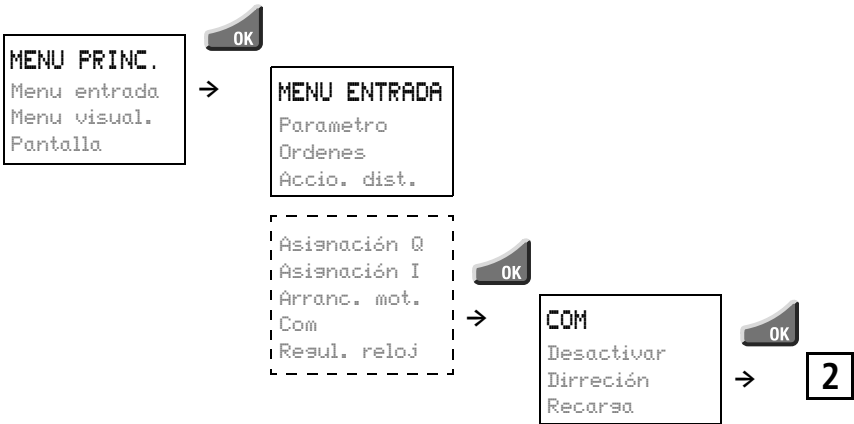 OK
MENU PRINC.
Menu entrada
Menu visual.
Pantalla
MENU ENTRADA
Parametro
Ordenes
Accio. dist.
Asignación Q
Asignación I
Arranc. mot.
Com
Regul. reloj
OK
COM
Desactivar
Dirreción
Recarga
OK
2